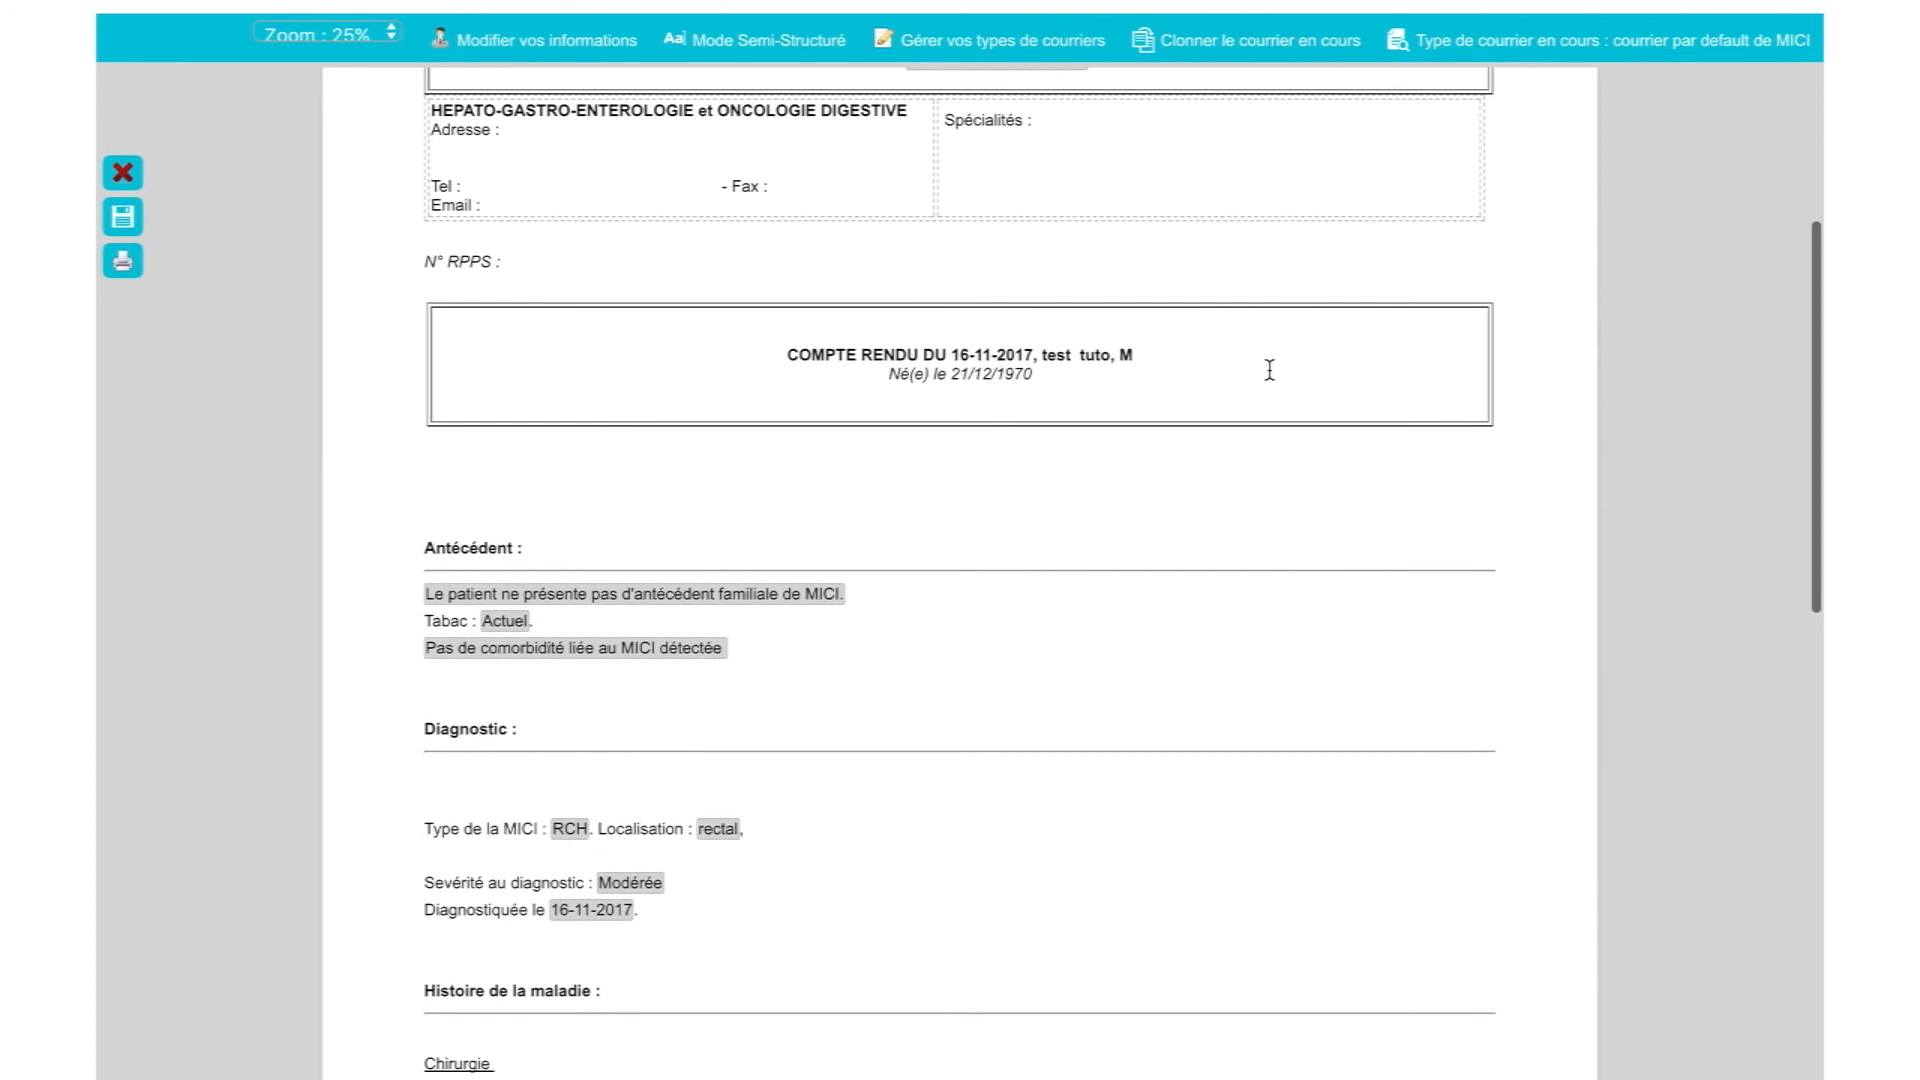 Zoom : 25% Modifier vos informations Aa Mode Semi-Structuré Gérer vos types de courriers Clonner le courrier en cours Type de courrier en cours : courrier par default de MICI
HEPATO-GASTRO-ENTEROLOGIE et ONCOLOGIE DIGESTIVE
Adresse :
Tel : - Fax :
Email :
Spécialités :
N° RPPS :
COMPTE RENDU DU 16-11-2017, test tuto, M
Né(e) le 21/12/1970
Antécédent :
Le patient ne présente pas d'antécédent familiale de MICI.
Tabac : Actuel.
Pas de comorbidité liée au MICI détectée
Diagnostic :
Type de la MICI : RCH. Localisation : rectal,
Sevérité au diagnostic : Modérée
Diagnostiquée le 16-11-2017.
Histoire de la maladie :
Chirurgie